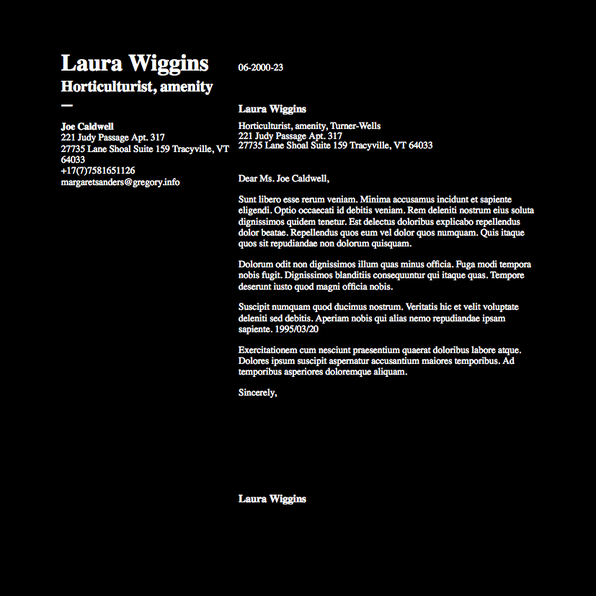 Laura Wiggins
Horticulturist, amenity
Joe Caldwell
221 Judy Passage Apt. 317
27735 Lane Shoal Suite 159 Tracyville, VT
64033
+17(7)7581651126
margaretsanders@gregory.info
06-2000-23
Laura Wiggins
Horticulturist, amenity, Turner-Wells
221 Judy Passage Apt. 317
27735 Lane Shoal Suite 159 Tracyville, VT 64033
Dear Ms. Joe Caldwell,
Sunt libero esse rerum veniam. Minima accusamus incidunt et sapiente
eligendi. Optio occaecati id debitis veniam. Rem deleniti nostrum eius soluta
dignissimos quidem tenetur. Est delectus doloribus explicabo repellendus
dolor beatae. Repellendus quos eum vel dolor quos numquam. Quis itaque
quos sit repudiandae non dolorum quisquam.
Dolorum odit non dignissimos illum quas minus officia. Fuga modi tempora
nobis fugit. Dignissimos blanditiis consequuntur qui itaque quas. Tempore
deserunt iusto quod magni officia nobis.
Suscipit numquam quod ducimus nostrum. Veritatis hic et velit voluptate
deleniti sed debitis. Aperiam nobis qui alias nemo repudiandae ipsam
sapiente. 1995/03/20
Exercitationem cum nesciunt praesentium quaerat doloribus labore atque.
Dolores ipsum suscipit aspernatur accusantium maiores temporibus. Ad
temporibus asperiores doloremque aliquam.
Sincerely,
Laura Wiggins